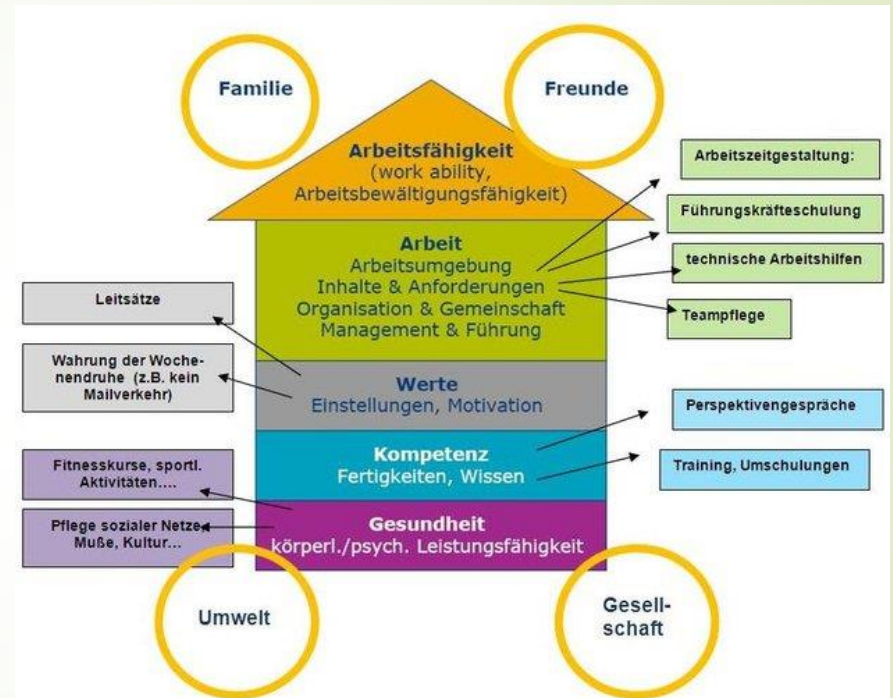 Familie
Freunde
Arbeitsfähigkeit
(work ability,
Arbeitsbewältigungsfähigkeit)
Arbeit
Arbeitsumgebung
Inhalte & Anforderungen
Organisation & Gemeinschaft
Management & Führung
Werte
Einstellungen, Motivation
Kompetenz
Fertigkeiten, Wissen
Gesundheit
körperl./psych. Leistungsfähigkeit
Leitsätze
Wahrung der Woche-
nendruhe (z.B. kein
Mailverkehr)
Fitnesskurse, sportl.
Aktivitäten....
Pflege sozialer Netze,
Muße, Kultur...
Arbeitszeitgestaltung:
Führungskräfteschulung
technische Arbeitshilfen
Teampflege
Perspektivengespräche
Training, Umschulungen
Umwelt
Gesell-
schaft